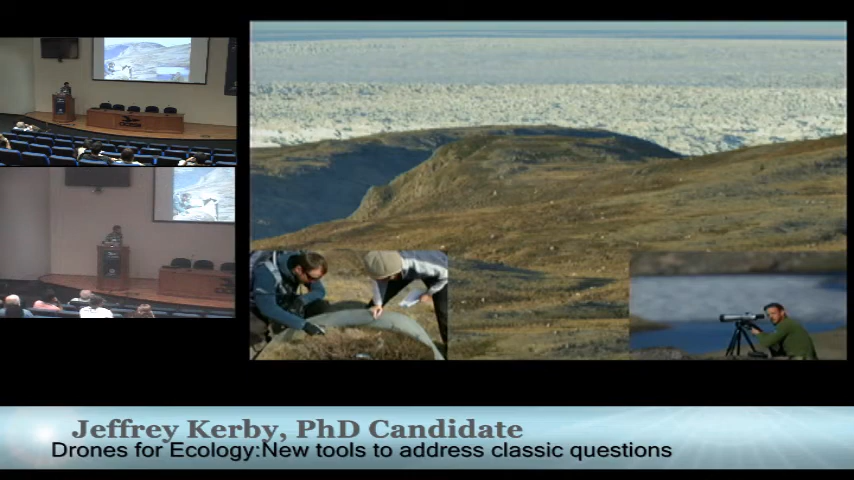 Jeffrey Kerby, PhD Candidate
Drones for Ecology:New tools to address classic questions